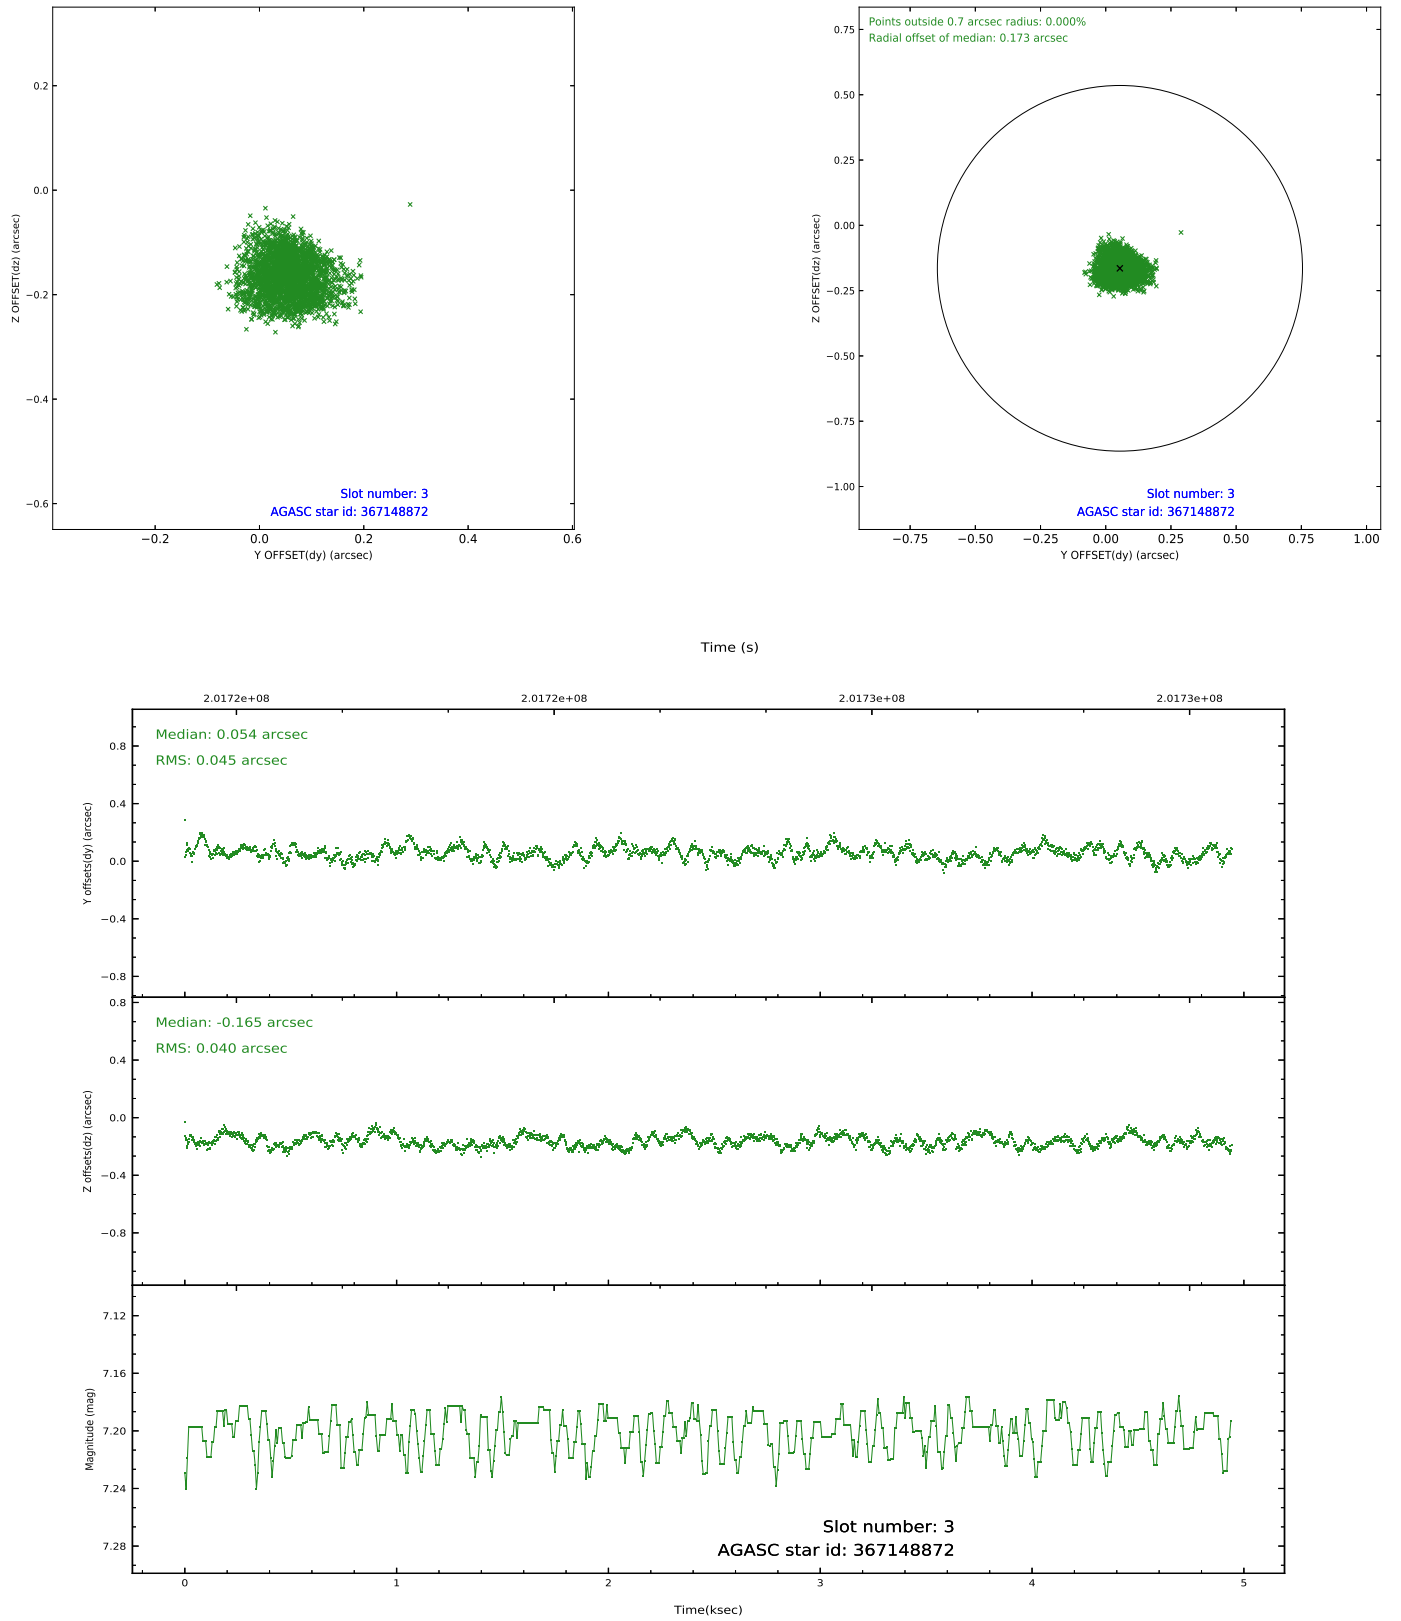 0.2
0.0
−0.2
−0.4
−0.6
Z OFFSET(dz) (arcsec)
Slot number: 3
AGASC star id: 367148872
−0.2
0.0
0.2
0.4
0.6
Y OFFSET(dy) (arcsec)
Points outside 0.7 arcsec radius: 0.000%
Radial offset of median: 0.173 arcsec
0.75
0.50
0.25
0.00
−0.25
−0.50
−0.75
−1.00
Z OFFSET(dz) (arcsec)
Slot number: 3
AGASC star id: 367148872
−0.75
−0.50
−0.25
0.00
0.25
0.50
0.75
1.00
Y OFFSET(dy) (arcsec)
Time (s)
2.0172e+08
2.0172e+08
2.0173e+08
2.0173e+08
Median: 0.054 arcsec
RMS: 0.045 arcsec
0.8
0.4
0.0
−0.4
−0.8
Y offsets(dy) (arcsec)
Median: -0.165 arcsec
RMS: 0.040 arcsec
0.8
0.4
0.0
−0.4
−0.8
Z offsets(dz) (arcsec)
7.12
7.16
7.20
7.24
7.28
Magnitude (mag)
Slot number: 3
AGASC star id: 367148872
0
1
2
3
4
5
Time(ksec)